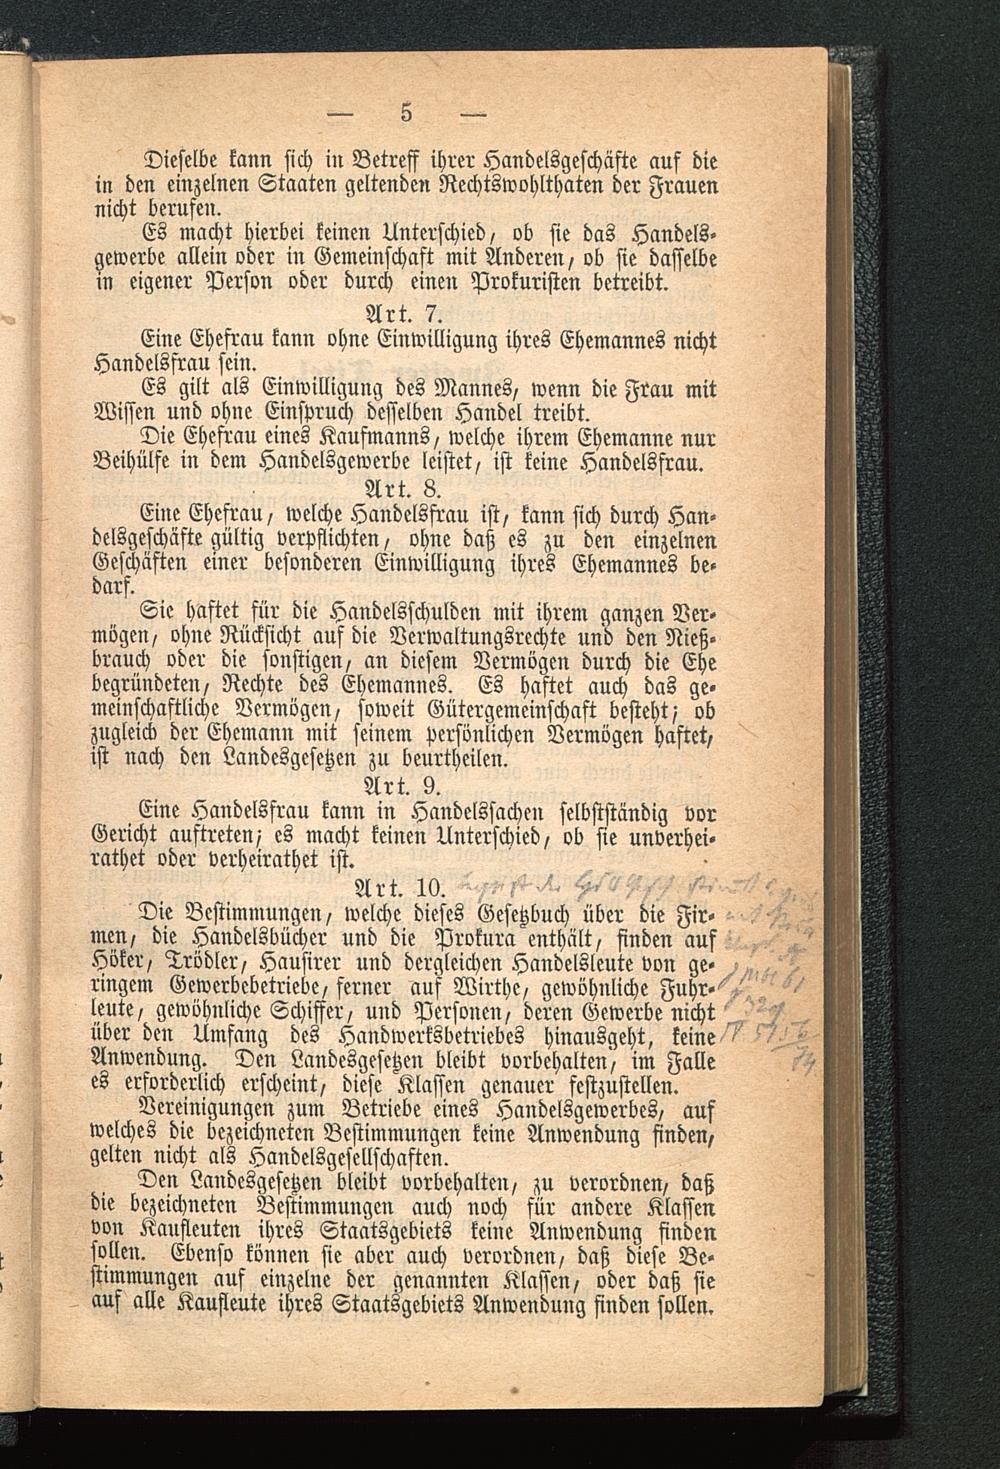 — 5 —
Dieselbe kann sich in Betreff ihrer Handelsgeschäfte auf die
in den einzelnen Staaten geltenden Rechtswohlthaten der Frauen
nicht berufen.
Es macht hierbei keinen Unterschied, ob sie das Handels-
gewerbe allein oder in Gemeinschaft mit Anderen, ob sie dasselbe
in eigener Person oder durch einen Prokuristen betreibt.
Art. 7.
Eine Ehefrau kann ohne Einwilligung ihres Ehemannes nicht
Handelsfrau sein.
Es gilt als Einwilligung des Mannes, wenn die Frau mit
Wissen und ohne Einspruch desselben Handel treibt.
Die Ehefrau eines Kaufmanns, welche ihrem Ehemanne nur
Beihülfe in dem Handelsgewerbe leistet, ist keine Handelsfrau.
Art. 8.
Eine Ehefrau, welche Handelsfrau ist, kann sich durch Han-
delsgeschäfte gültig verpflichten, ohne daß es zu den einzelnen
Geschäften einer besonderen Einwilligung ihres Ehemannes be-
darf.
Sie haftet für die Handelsschulden mit ihrem ganzen Ver-
mögen, ohne Rücksicht auf die Verwaltungsrechte und den Nieß-
brauch oder die sonstigen, an diesem Vermögen durch die Ehe
begründeten, Rechte des Ehemannes. Es haftet auch das ge-
meinschaftliche Vermögen, soweit Gütergemeinschaft besteht; ob
zugleich der Ehemann mit seinem persönlichen Vermögen haftet,
ist nach den Landesgesetzen zu beurtheilen.
Art. 9.
Eine Handelsfrau kann in Handelssachen selbstständig vor
Gericht auftreten; es macht keinen Unterschied, ob sie unverhei-
rathet oder verheirathet ist.
Art. 10.
Die Bestimmungen, welche dieses Gesetzbuch über die Fir-
men, die Handelsbücher und die Prokura enthält, finden auf
Höker, Trödler, Hausirer und dergleichen Handelsleute von ge-
ringem Gewerbebetriebe, ferner auf Wirthe, gewöhnliche Fuhr-
leute, gewöhnliche Schiffer, und Personen, deren Gewerbe nicht
über den Umfang des Handwerksbetriebes hinausgeht, keine
Anwendung. Den Landesgesetzen bleibt vorbehalten, im Falle
es erforderlich erscheint, diese Klassen genauer festzustellen.
Vereinigungen zum Betriebe eines Handelsgewerbes, auf
welches die bezeichneten Bestimmungen keine Anwendung finden,
gelten nicht als Handelsgesellschaften.
Den Landesgesetzen bleibt vorbehalten, zu verordnen, daß
die bezeichneten Bestimmungen auch noch für andere Klassen
von Kaufleuten ihres Staatsgebiets keine Anwendung finden
sollen. Ebenso können sie aber auch verordnen, daß diese Be-
stimmungen auf einzelne der genannten Klassen, oder daß sie
auf alle Kaufleute ihres Staatsgebiets Anwendung finden sollen.